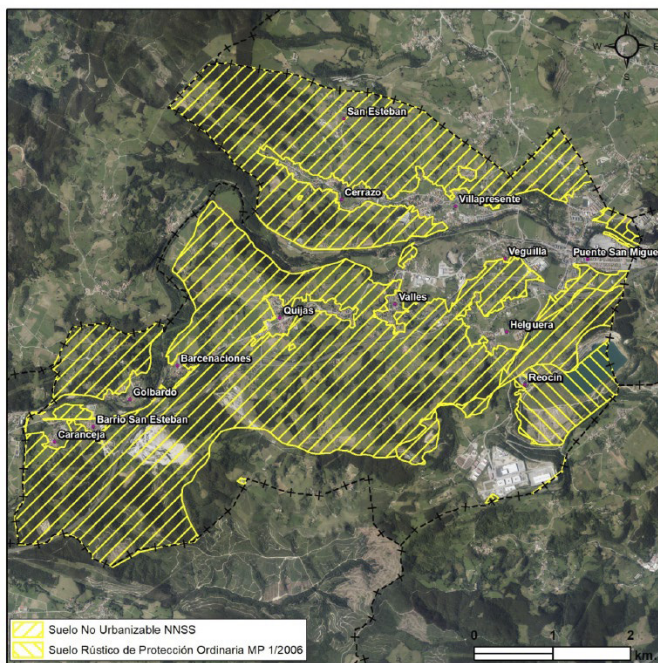 N
W E
S
San Esteban
Cerrazo
Villapresente
Veguilla
Puente San Miguel
Quijas
Valles
Helguera
Barcenaciones
Reocín
Golbardo
Barrio San Esteban
Caranceja
Suelo No Urbanizable NNSS
Suelo Rústico de Protección Ordinaria MP 1/2006
0 1 2
km